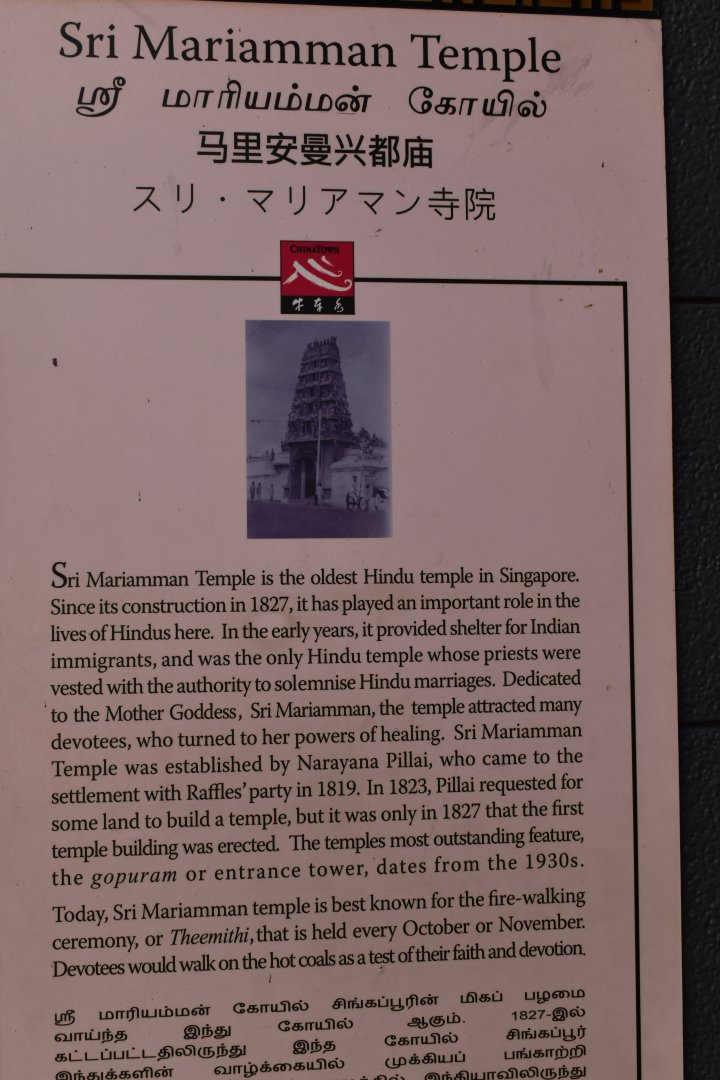 Sri Mariamman Temple
ஸ்ரீ மாரியம்மன் கோயில்
马里安曼兴都庙
スリ・マリアマン寺院
CHINATOWN
牛车水
Sri Mariamman Temple is the oldest Hindu temple in Singapore.
Since its construction in 1827, it has played an important role in the
lives of Hindus here. In the early years, it provided shelter for Indian
immigrants, and was the only Hindu temple whose priests were
vested with the authority to solemnise Hindu marriages. Dedicated
to the Mother Goddess, Sri Mariamman, the temple attracted many
devotees, who turned to her powers of healing. Sri Mariamman
Temple was established by Narayana Pillai, who came to the
settlement with Raffles' party in 1819. In 1823, Pillai requested for
some land to build a temple, but it was only in 1827 that the first
temple building was erected. The temples most outstanding feature,
the gopuram or entrance tower, dates from the 1930s.
Today, Sri Mariamman temple is best known for the fire-walking
ceremony, or Theemithi, that is held every October or November.
Devotees would walk on the hot coals as a test of their faith and devotion.
ஸ்ரீ மாரியம்மன் கோயில் சிங்கப்பூரின் மிகப் பழமை
வாய்ந்த இந்து கோயில் ஆகும். 1827-இல்
கட்டப்பட்டதிலிருந்து இந்த கோயில் சிங்கப்பூர்
இந்துக்களின் வாழ்க்கையில் முக்கியப் பங்காற்றி
இந்தியாவிலிருந்து